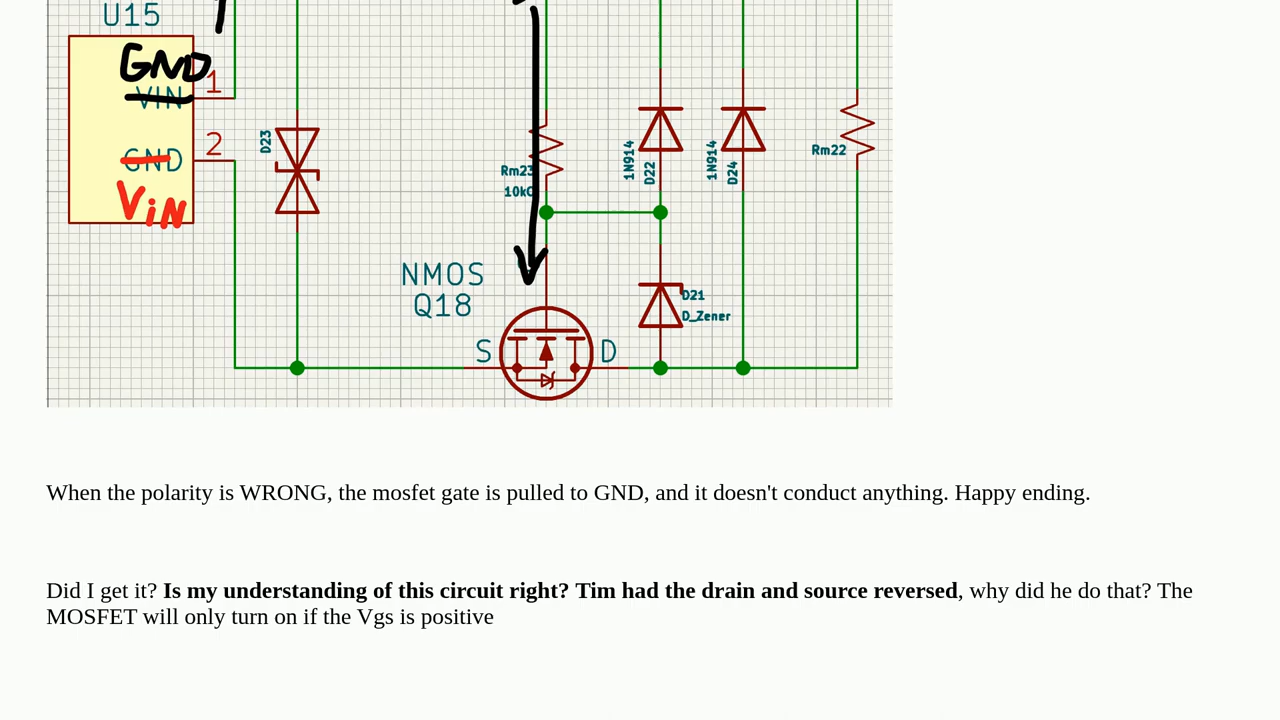 U15
GND
1
VIN
2
GND
VIN
D23
Rm23
10k
1N914
D22
1N914
D24
Rm22
NMOS
Q18
D21
D_Zener
S
D
When the polarity is WRONG, the mosfet gate is pulled to GND, and it doesn't conduct anything. Happy ending.
Did I get it? Is my understanding of this circuit right? Tim had the drain and source reversed, why did he do that? The
MOSFET will only turn on if the Vgs is positive